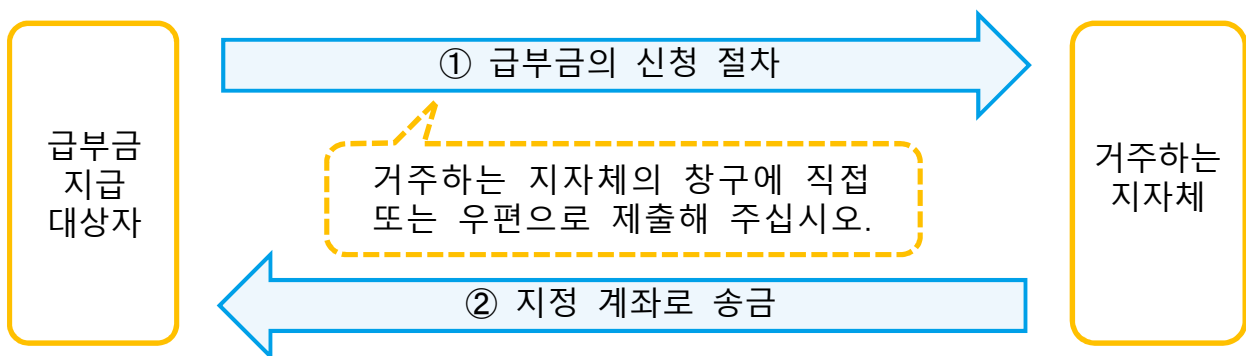 급부금
지급
대상자
① 급부금의 신청 절차
거주하는 지자체의 창구에 직접
또는 우편으로 제출해 주십시오.
② 지정 계좌로 송금
거주하는
지자체